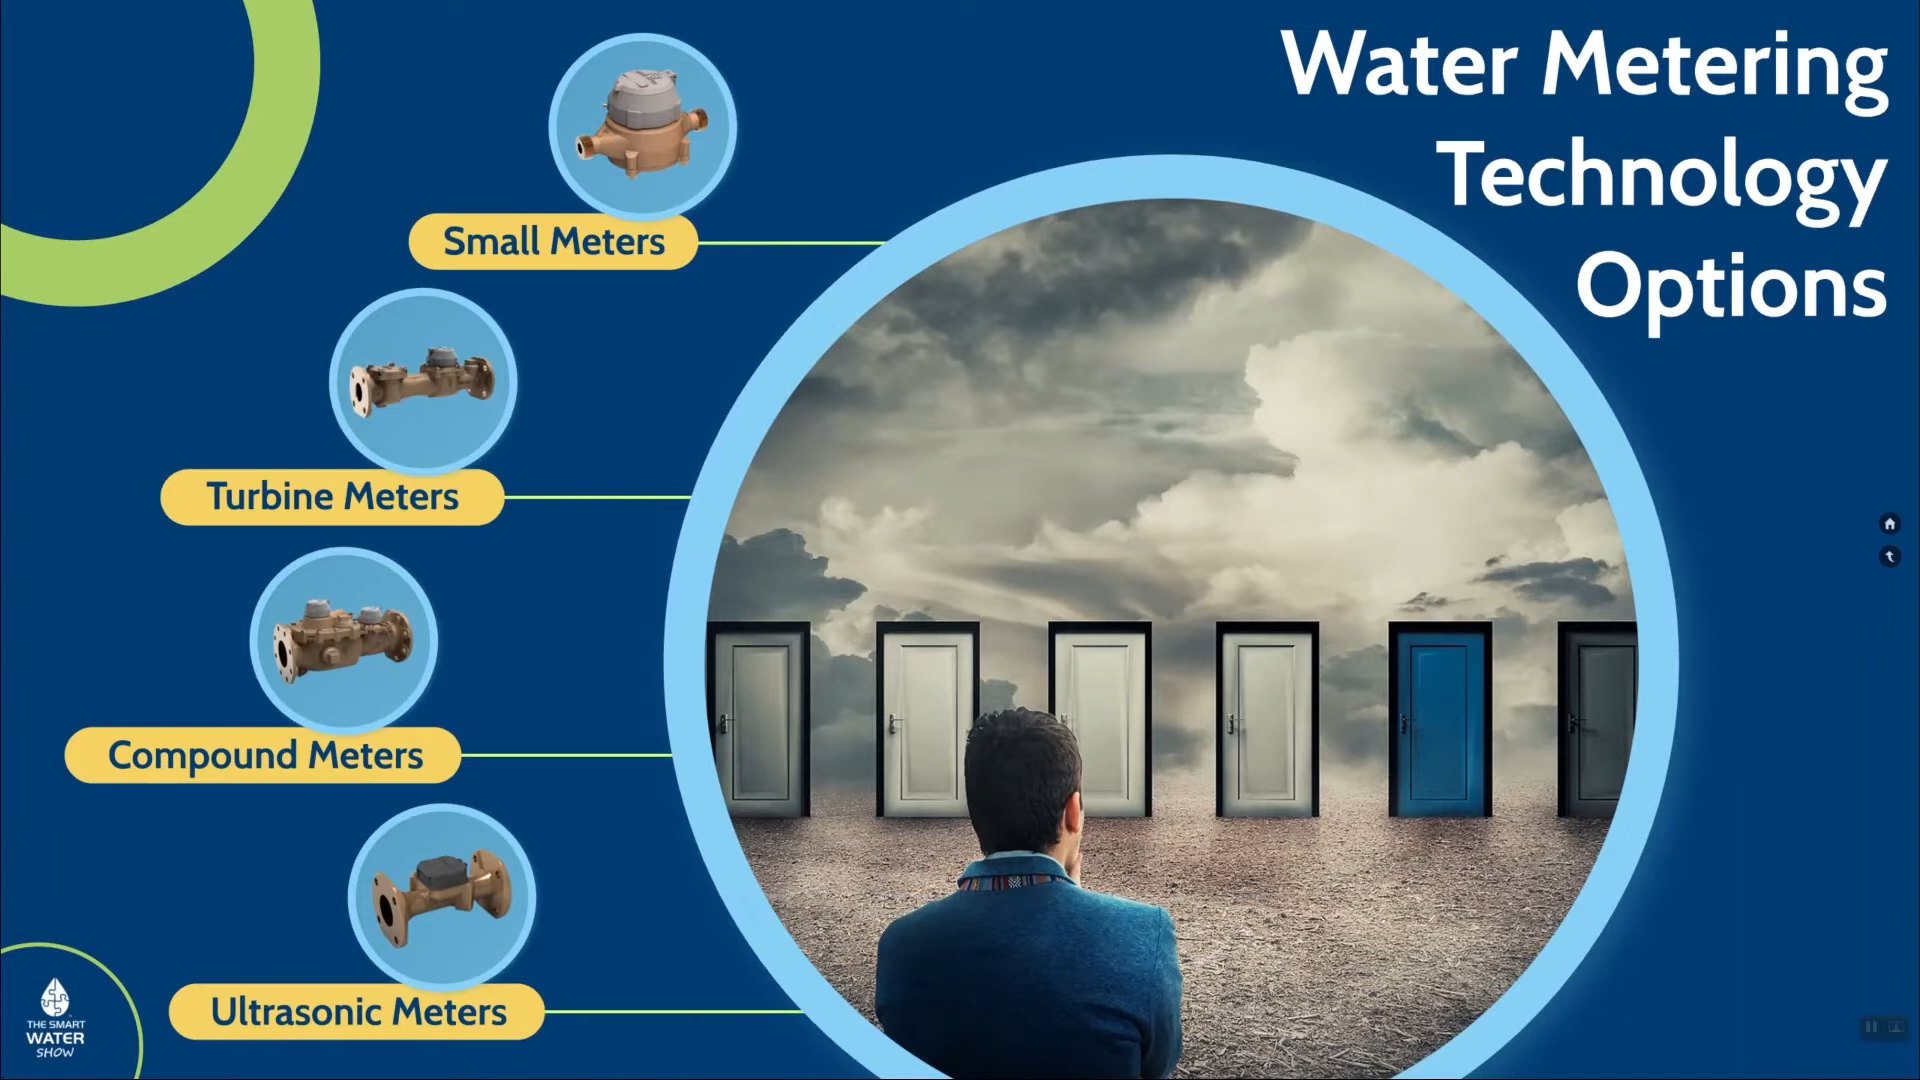 Water Metering
Technology
Options
Small Meters
Turbine Meters
Compound Meters
Ultrasonic Meters
THE SMART
WATER
SHOW